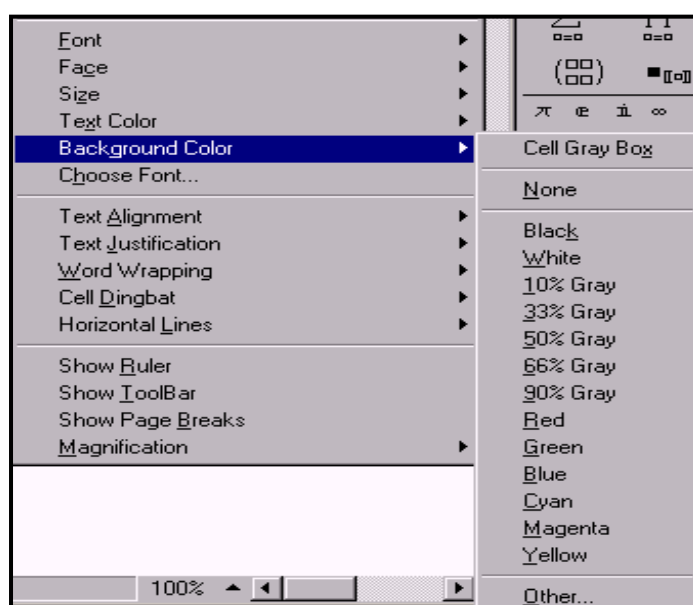 Font
Face
Size
Text Color
Background Color
Choose Font...
Text Alignment
Text Justification
Word Wrapping
Cell Dingbat
Horizontal Lines
Show Ruler
Show ToolBar
Show Page Breaks
Magnification
100%
π e ii ∞
Cell Gray Box
None
Black
White
10% Gray
33% Gray
50% Gray
66% Gray
90% Gray
Red
Green
Blue
Cyan
Magenta
Yellow
Other...